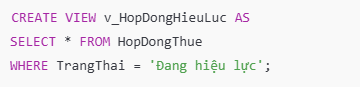 CREATE VIEW v_HopDongHieuLuc AS
SELECT * FROM HopDongThue
WHERE TrangThai = 'Đang hiệu lực';